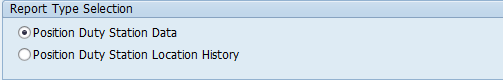 Report Type Selection
Position Duty Station Data
Position Duty Station Location History